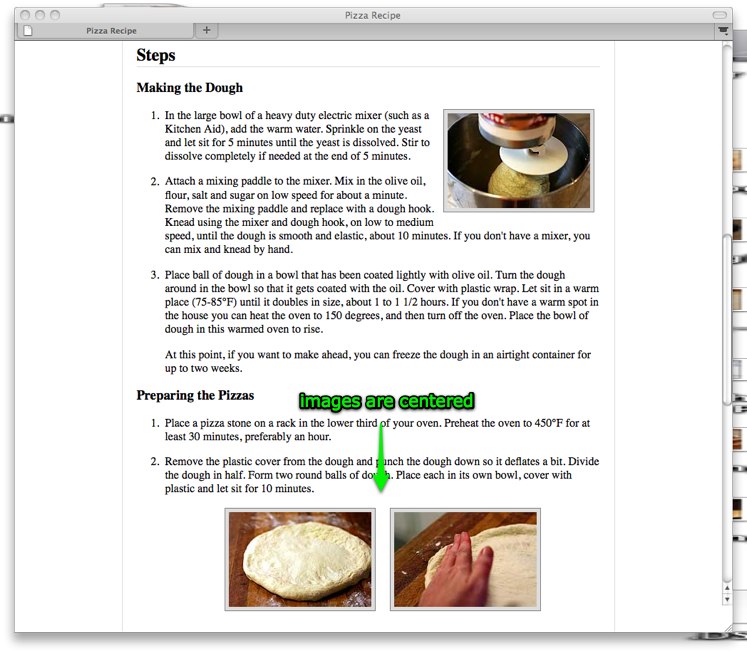 Pizza Recipe
Pizza Recipe
+
Steps
Making the Dough
1. In the large bowl of a heavy duty electric mixer (such as a
Kitchen Aid), add the warm water. Sprinkle on the yeast
and let sit for 5 minutes until the yeast is dissolved. Stir to
dissolve completely if needed at the end of 5 minutes.
2. Attach a mixing paddle to the mixer. Mix in the olive oil,
flour, salt and sugar on low speed for about a minute.
Remove the mixing paddle and replace with a dough hook.
Knead using the mixer and dough hook, on low to medium
speed, until the dough is smooth and elastic, about 10 minutes. If you don't have a mixer, you
can mix and knead by hand.
3. Place ball of dough in a bowl that has been coated lightly with olive oil. Turn the dough
around in the bowl so that it gets coated with the oil. Cover with plastic wrap. Let sit in a warm
place (75-85°F) until it doubles in size, about 1 to 1 1/2 hours. If you don't have a warm spot in
the house you can heat the oven to 150 degrees, and then turn off the oven. Place the bowl of
dough in this warmed oven to rise.
At this point, if you want to make ahead, you can freeze the dough in an airtight container for
up to two weeks.
Preparing the Pizzas
images are centered
1. Place a pizza stone on a rack in the lower third of your oven. Preheat the oven to 450°F for at
least 30 minutes, preferably an hour.
2. Remove the plastic cover from the dough and punch the dough down so it deflates a bit. Divide
the dough in half. Form two round balls of dough. Place each in its own bowl, cover with
plastic and let sit for 10 minutes.